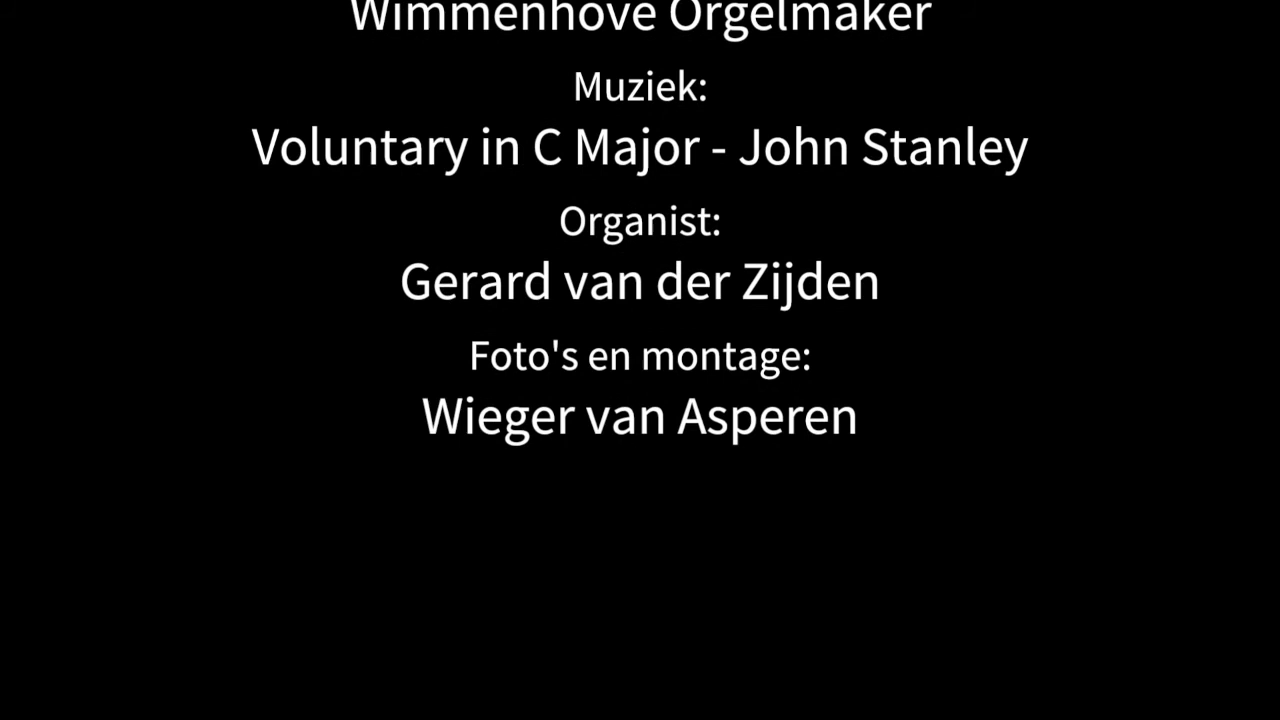 Wimmenhove Orgelmaker
Muziek:
Voluntary in C Major - John Stanley
Organist:
Gerard van der Zijden
Foto's en montage:
Wieger van Asperen